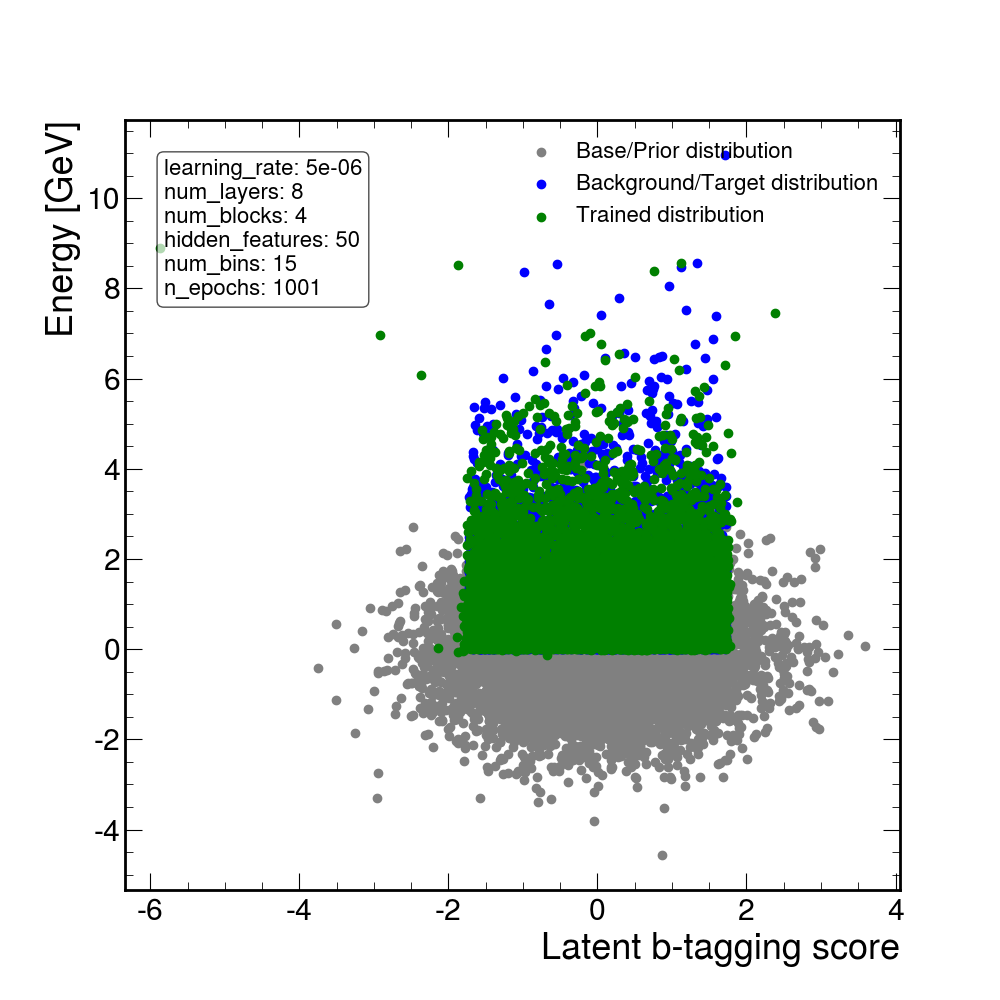 Energy [GeV]
10
8
6
4
2
0
-2
-4
learning_rate: 5e-06
num_layers: 8
num_blocks: 4
hidden_features: 50
num_bins: 15
n_epochs: 1001
Base/Prior distribution
Background/Target distribution
Trained distribution
-6 -4 -2 0 2 4
Latent b-tagging score